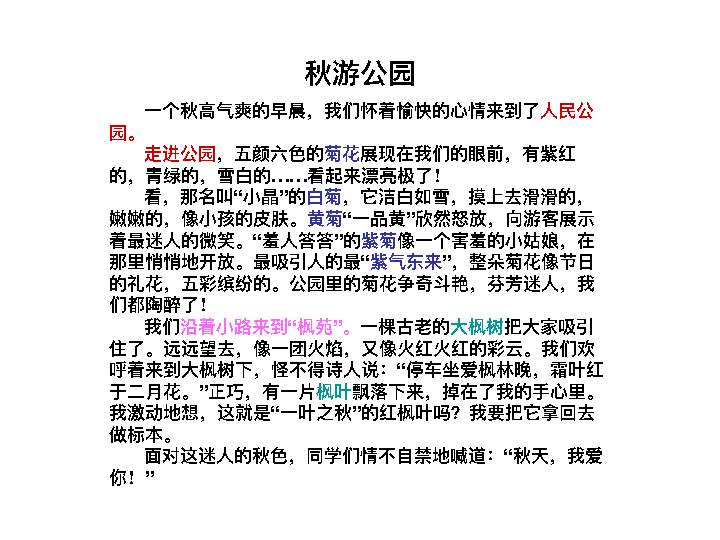 秋游公园
一个秋高气爽的早晨，我们怀着愉快的心情来到了人民公
园。
走进公园，五颜六色的菊花展现在我们的眼前，有紫红
的，青绿的，雪白的……看起来漂亮极了！
看，那名叫“小晶”的白菊，它洁白如雪，摸上去滑滑的，
嫩嫩的，像小孩的皮肤。黄菊“一品黄”欣然怒放，向游客展示
着最迷人的微笑。“羞人答答”的紫菊像一个害羞的小姑娘，在
那里悄悄地开放。最吸引人的最“紫气东来”，整朵菊花像节日
的礼花，五彩缤纷的。公园里的菊花争奇斗艳，芬芳迷人，我
们都陶醉了！
我们沿着小路来到“枫苑”。一棵古老的大枫树把大家吸引
住了。远远望去，像一团火焰，又像火红火红的彩云。我们欢
呼着来到大枫树下，怪不得诗人说：“停车坐爱枫林晚，霜叶红
于二月花。”正巧，有一片枫叶飘落下来，掉在了我的手心里。
我激动地想，这就是“一叶之秋”的红枫叶吗？我要把它拿回去
做标本。
面对这迷人的秋色，同学们情不自禁地喊道：“秋天，我爱
你！”